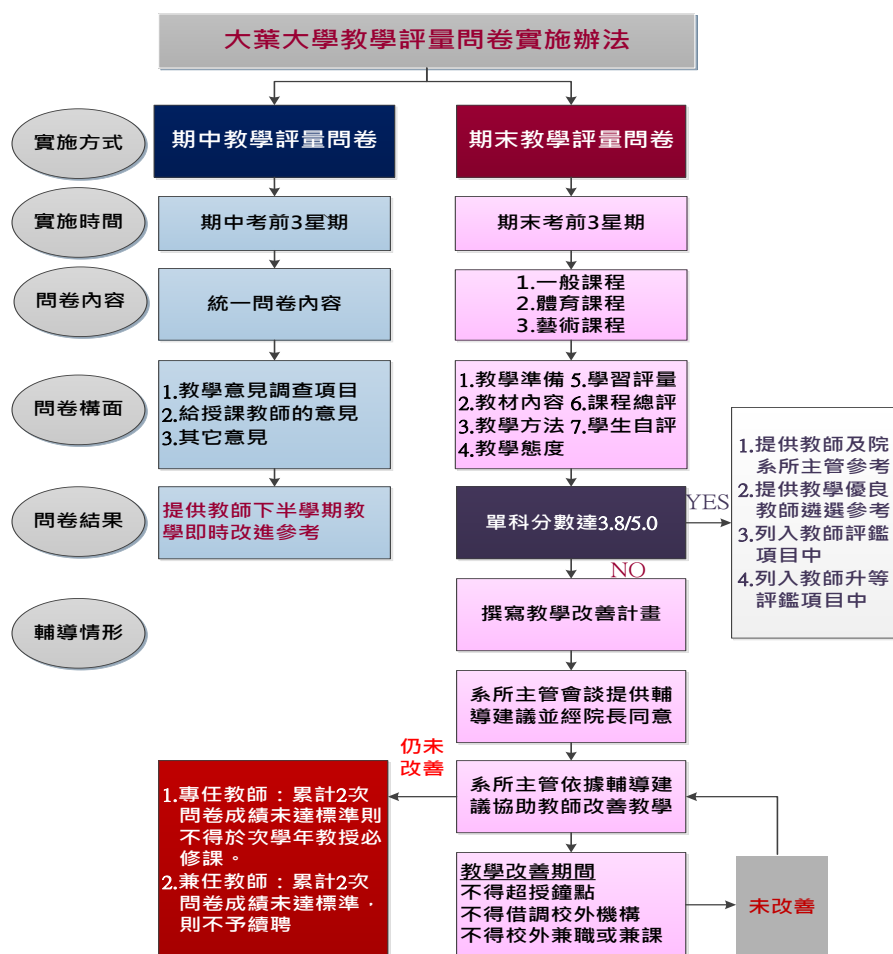 大葉大學教學評量問卷實施辦法
實施方式
期中教學評量問卷
期末教學評量問卷
實施時間
期中考前3星期
期末考前3星期
問卷內容
統一問卷內容
1.一般課程
2.體育課程
3.藝術課程
問卷構面
1.教學意見調查項目
2.給授課教師的意見
3.其它意見
1.教學準備 5.學習評量
2.教材內容 6.課程總評
3.教學方法 7.學生自評
4.教學態度
問卷結果
提供教師下半學期教
學即時改進參考
單科分數達3.8/5.0
YES
1.提供教師及院
系所主管參考
2.提供教學優良
教師遴選參考
3.列入教師評鑑
項目中
4.列入教師升等
評鑑項目中
NO
輔導情形
撰寫教學改善計畫
系所主管會談提供輔
導建議並經院長同意
仍未
改善
系所主管依據輔導建
議協助教師改善教學
1.專任教師：累計2次
問卷成績未達標準則
不得於次學年教授必
修課。
2.兼任教師：累計2次
問卷成績未達標準，
則不予續聘
教學改善期間
不得超授鐘點
不得借調校外機構
不得校外兼職或兼課
未改善